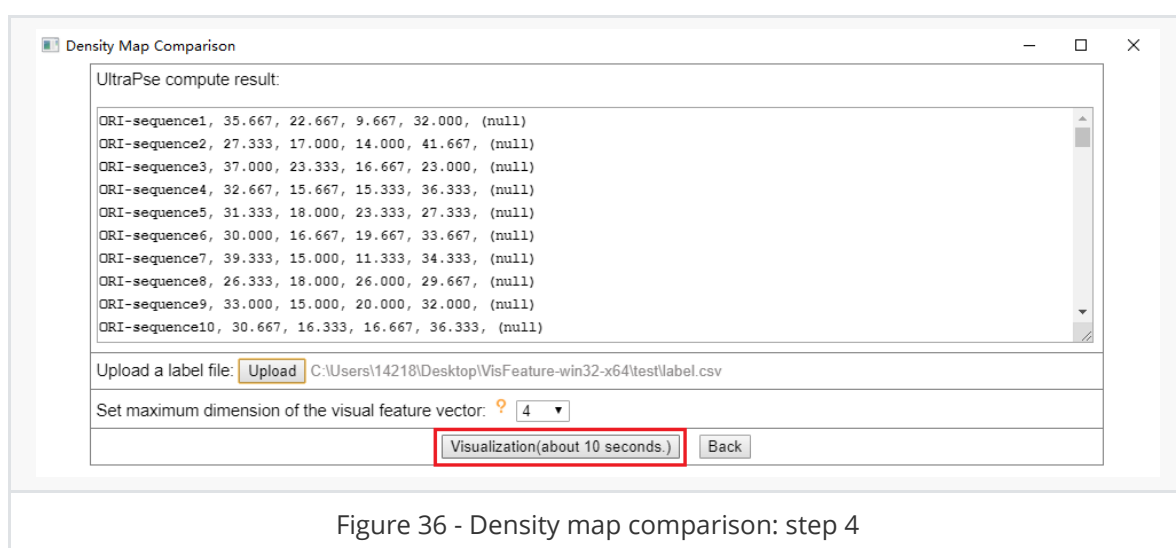 Density Map Comparison
UltraPse compute result:
ORI-sequence1, 35.667, 22.667, 9.667, 32.000, (null)
ORI-sequence2, 27.333, 17.000, 14.000, 41.667, (null)
ORI-sequence3, 37.000, 23.333, 16.667, 23.000, (null)
ORI-sequence4, 32.667, 15.667, 15.333, 36.333, (null)
ORI-sequence5, 31.333, 18.000, 23.333, 27.333, (null)
ORI-sequence6, 30.000, 16.667, 19.667, 33.667, (null)
ORI-sequence7, 39.333, 15.000, 11.333, 34.333, (null)
ORI-sequence8, 26.333, 18.000, 26.000, 29.667, (null)
ORI-sequence9, 33.000, 15.000, 20.000, 32.000, (null)
ORI-sequence10, 30.667, 16.333, 16.667, 36.333, (null)
Upload a label file: Upload C:\Users\14218\Desktop\VisFeature-win32-x64\test\label.csv
Set maximum dimension of the visual feature vector: ? 4
Visualization(about 10 seconds.) Back
Figure 36 - Density map comparison: step 4